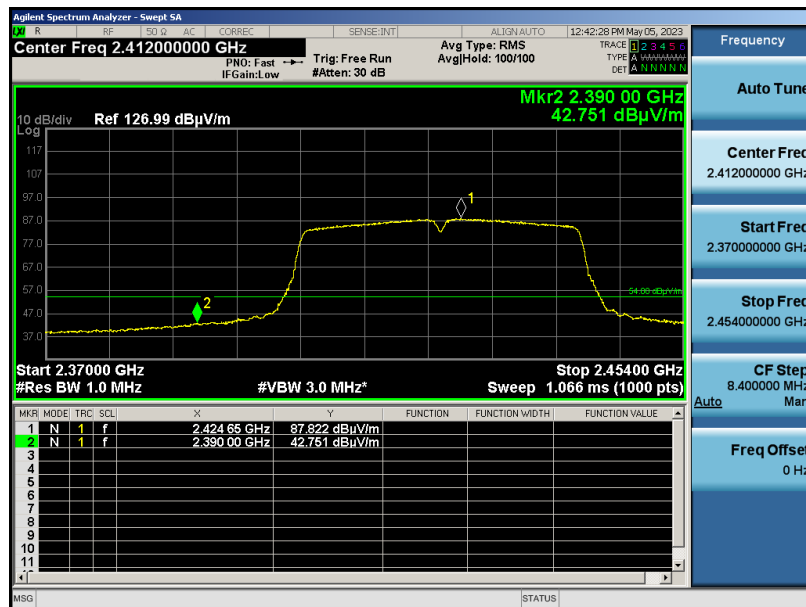 Agilent Spectrum Analyzer - Swept SA
LXI R RF 50 Ω AC CORREC SENSE:INT ALIGN AUTO 12:42:28 PM May 05, 2023
Center Freq 2.412000000 GHz
PNO: Fast
IFGain:Low
Trig: Free Run
#Atten: 30 dB
Avg Type: RMS
Avg|Hold: 100/100
TRACE 1 2 3 4 5 6
TYPE A WWWWW
DET A N N N N N
Mkr2 2.390 00 GHz
42.751 dBµV/m
10 dB/div Ref 126.99 dBµV/m
Log
117
107
97.0
87.0
77.0
67.0
57.0
47.0
37.0
1
2
54.00 dBµV/m
Start 2.37000 GHz Stop 2.45400 GHz
#Res BW 1.0 MHz #VBW 3.0 MHz* Sweep 1.066 ms (1000 pts)
MKR MODE TRC SCL X Y FUNCTION FUNCTION WIDTH FUNCTION VALUE
1 N 1 f 2.424 65 GHz 87.822 dBµV/m
2 N 1 f 2.390 00 GHz 42.751 dBµV/m
3
4
5
6
7
8
9
10
11
MSG STATUS
Frequency
Auto Tune
Center Freq
2.412000000 GHz
Start Freq
2.370000000 GHz
Stop Freq
2.454000000 GHz
CF Step
8.400000 MHz
Auto Man
Freq Offset
0 Hz